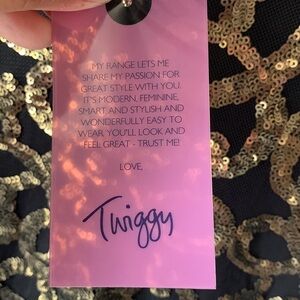 MY RANGE LETS ME
SHARE MY PASSION FOR
GREAT STYLE WITH YOU.
IT'S MODERN, FEMININE,
SMART AND STYLISH AND
WONDERFULLY EASY TO
WEAR. YOU'LL LOOK AND
FEEL GREAT - TRUST ME!
LOVE,
Twiggy